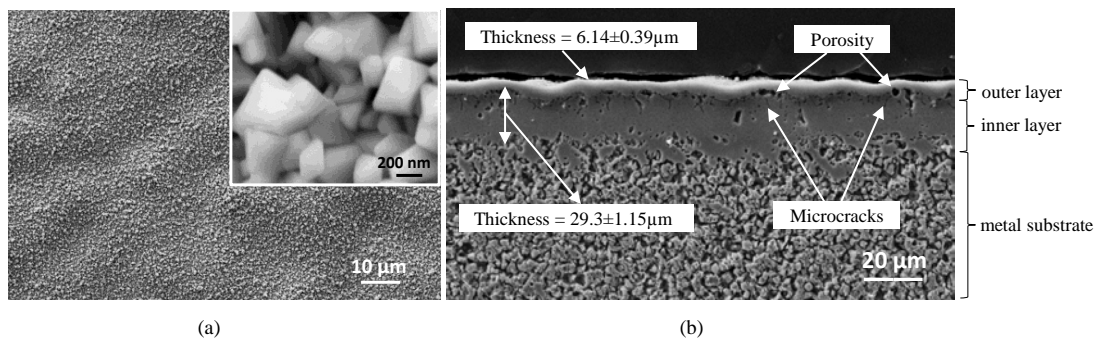 200 nm
10 µm
(a)
Thickness = 6.14±0.39µm
Porosity
outer layer
inner layer
Thickness = 29.3±1.15µm
Microcracks
metal substrate
20 µm
(b)